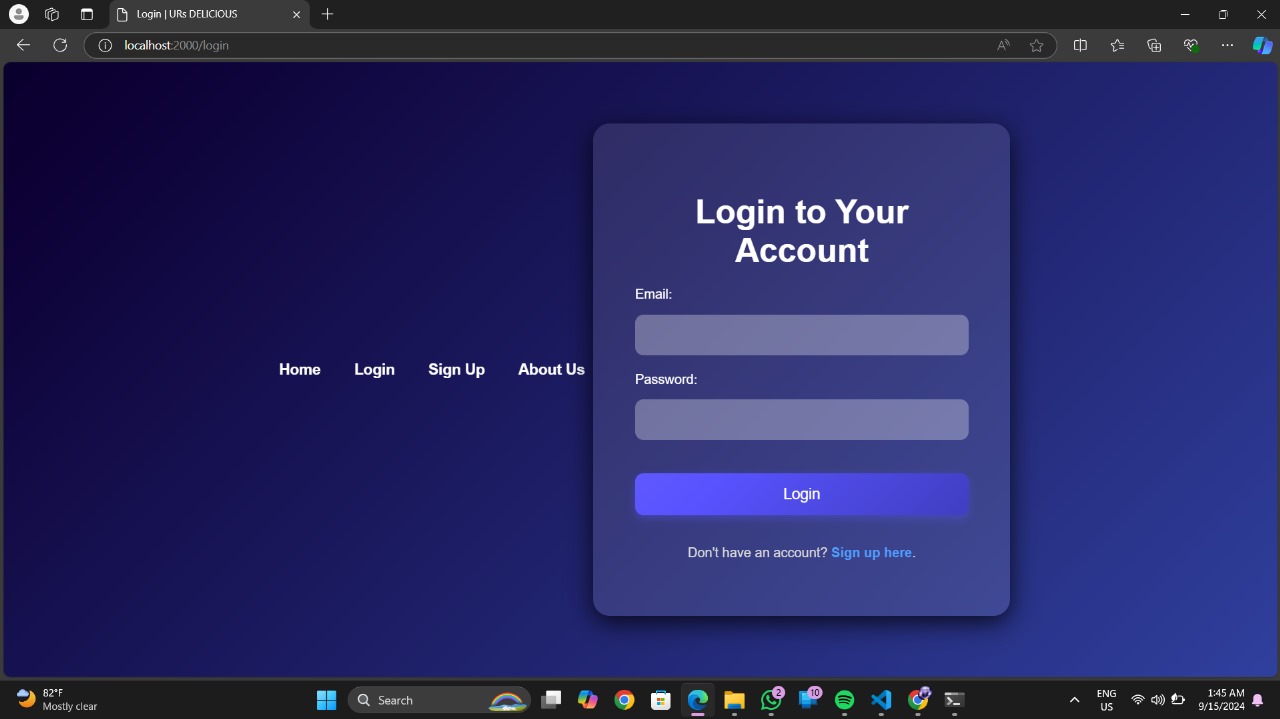 Login | URs DELICIOUS
localhost:2000/login
Login to Your
Account
Email:
Home Login Sign Up About Us
Password:
Login
Don't have an account? Sign up here.
82°F
Mostly clear
Search
2
10
ENG
US
1:45 AM
9/15/2024